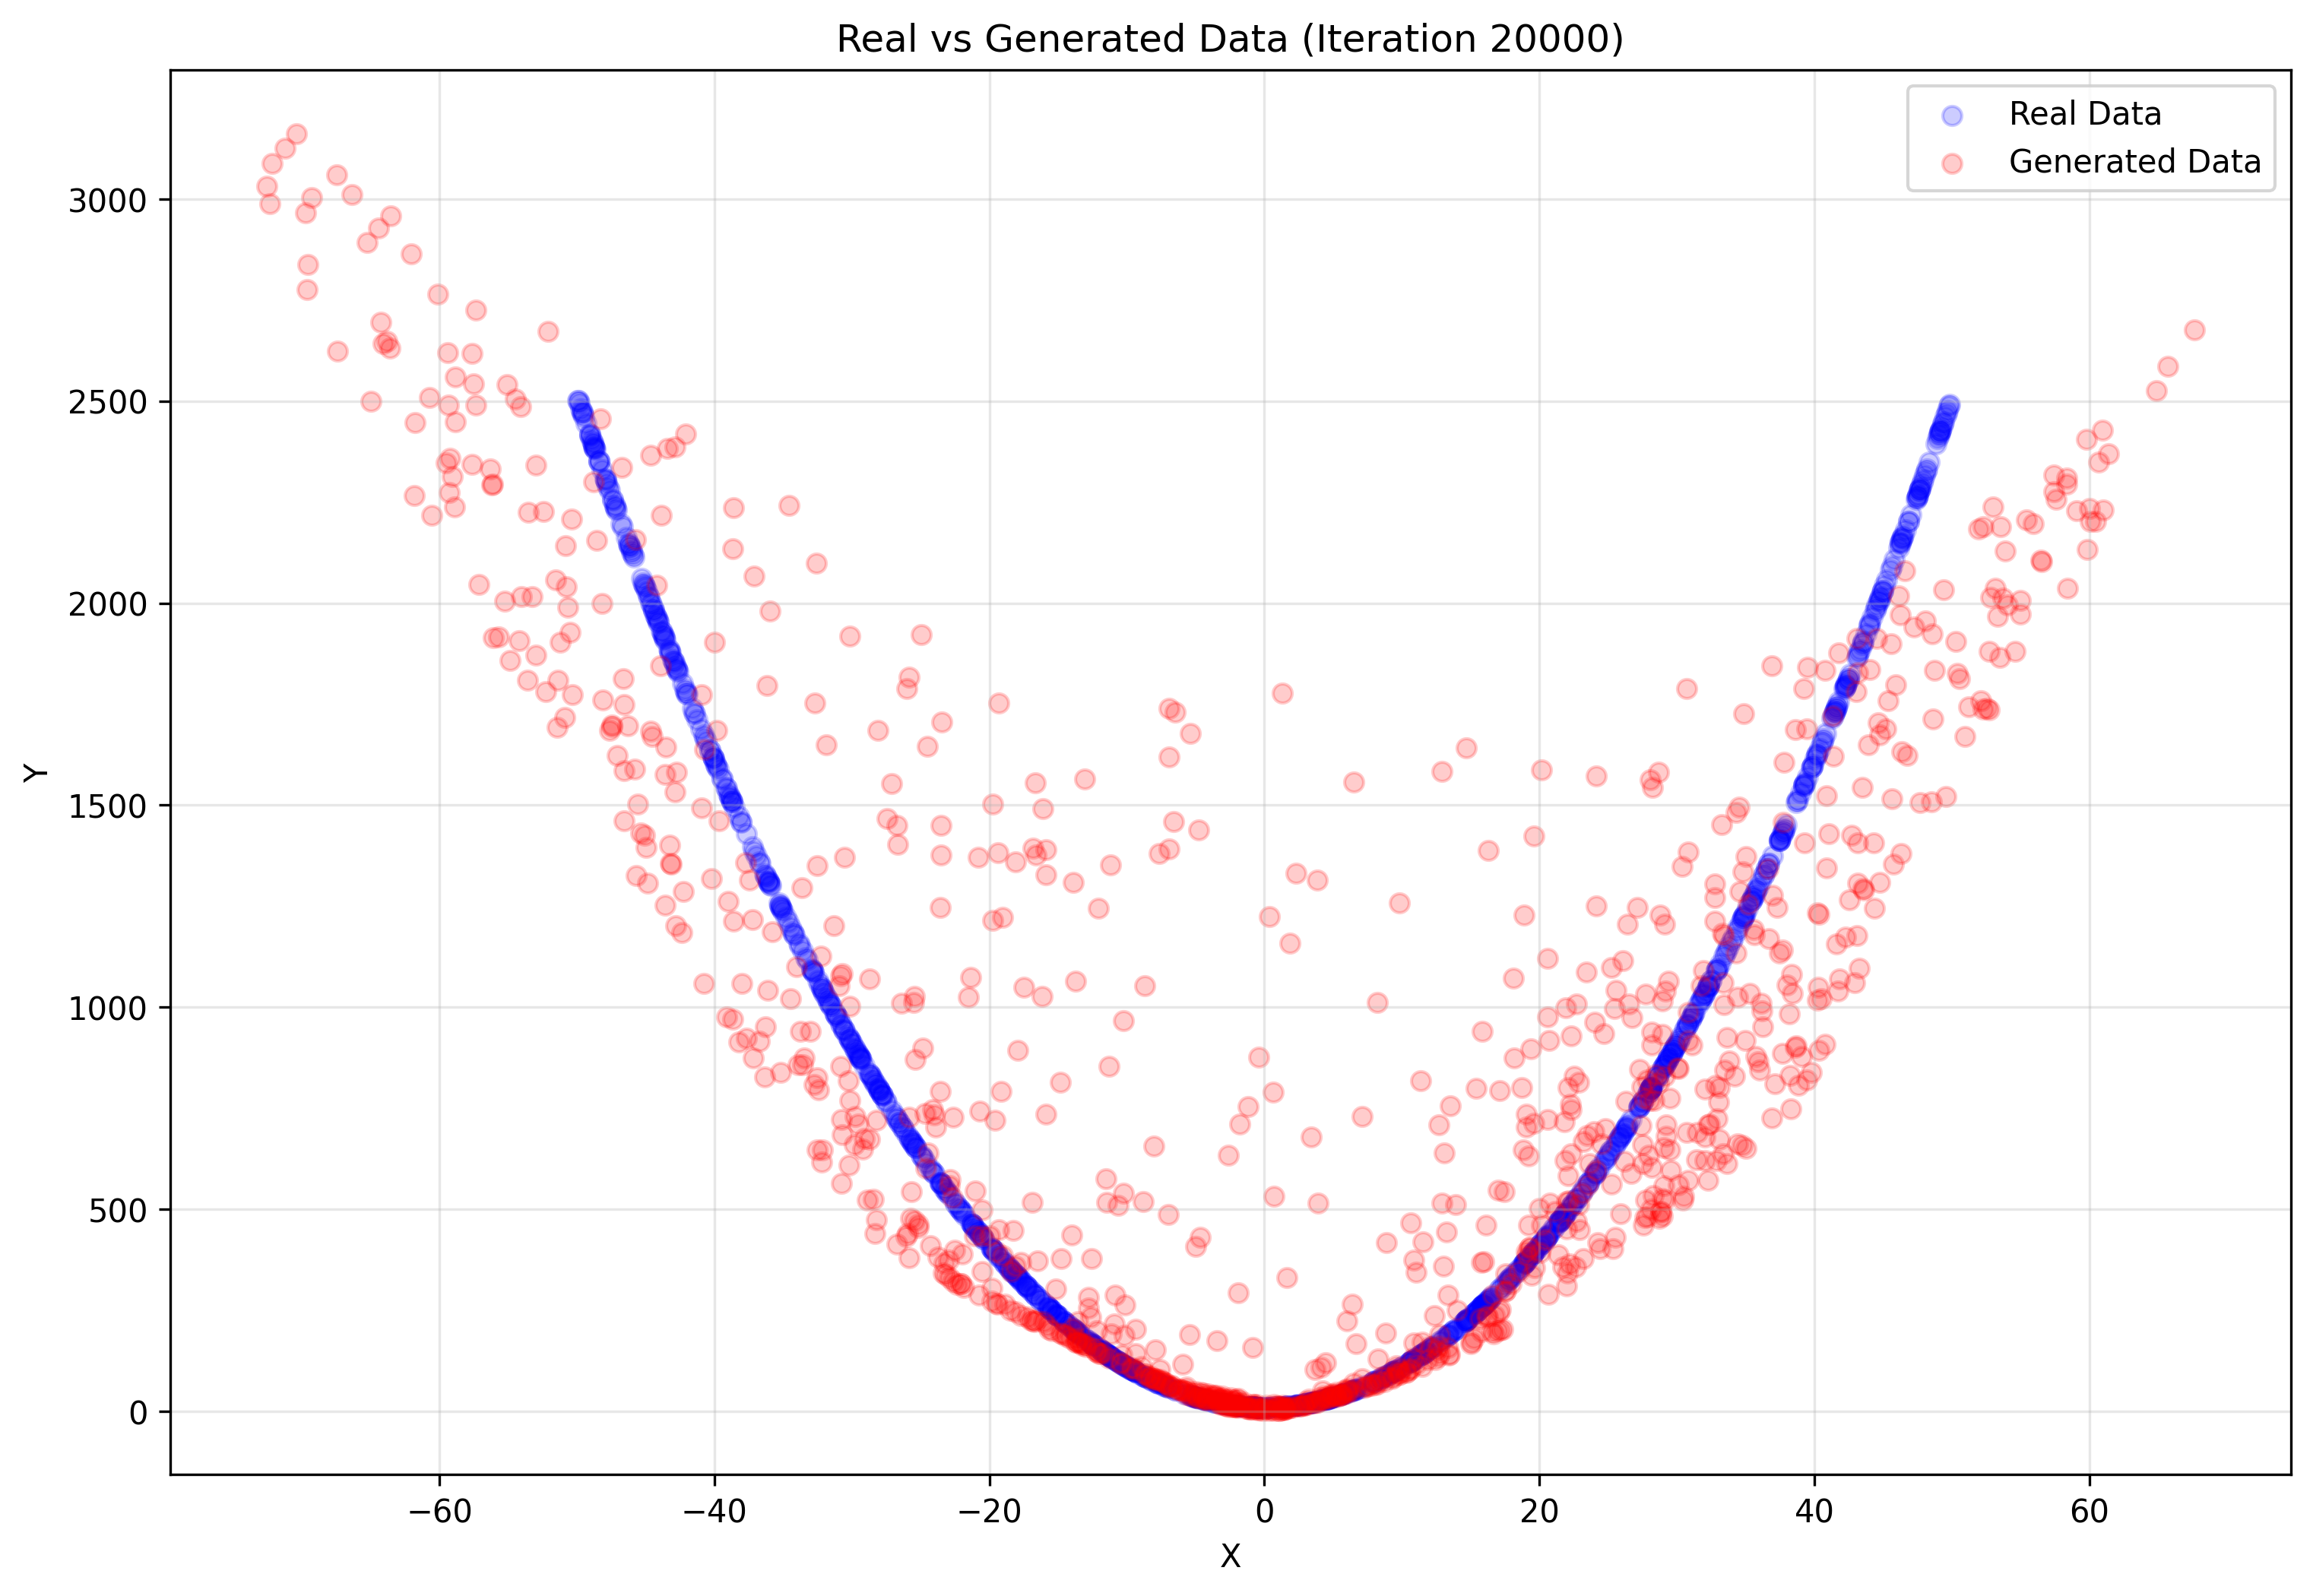 Real vs Generated Data (Iteration 20000)
Real Data
Generated Data
3000
2500
2000
1500
1000
500
0
Y
−60 −40 −20 0 20 40 60
X